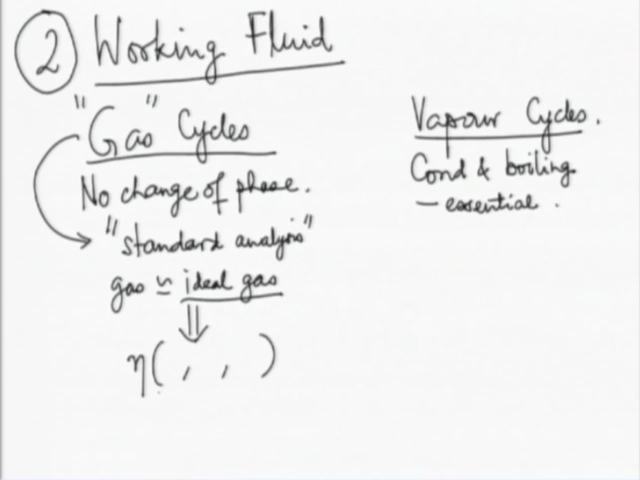 2 Working Fluid
"Gas" Cycles
No change of phase.
"standard analysis"
gas ≃ ideal gas
⇓
η( , , )
Vapour Cycles.
Cond & boiling
– essential.